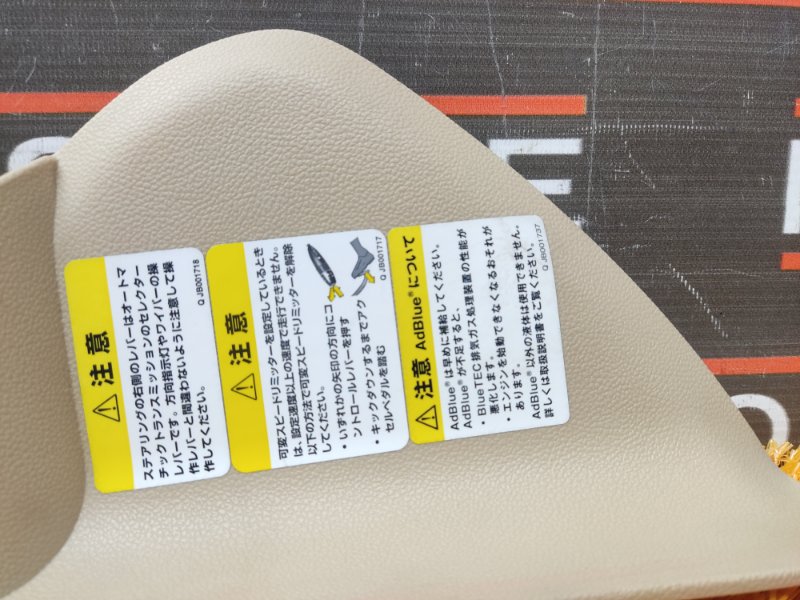 ⚠ 注意
ステアリングの右側のレバーはオートマ
チックトランスミッションのセレクター
レバーです。方向指示灯やワイパーの操
作レバーと間違わないように注意して操
作してください。
Q JB001718
⚠ 注意
可変スピードリミッターを設定しているとき
は、設定速度以上の速度で走行できません。
以下の方法で可変スピードリミッターを解除
してください。
・いずれかの矢印の方向にコ
ントロールレバーを押す
・キックダウンするまでアク
セルペダルを踏む
Q JB001717
⚠ 注意 AdBlue®について
AdBlue®は早めに補給してください。
AdBlue®が不足すると、
・BlueTEC 排気ガス処理装置の性能が
悪化します。
・エンジンを始動できなくなるおそれが
あります。
AdBlue®以外の液体は使用できません。
詳しくは取扱説明書をご覧ください。
Q JB001737